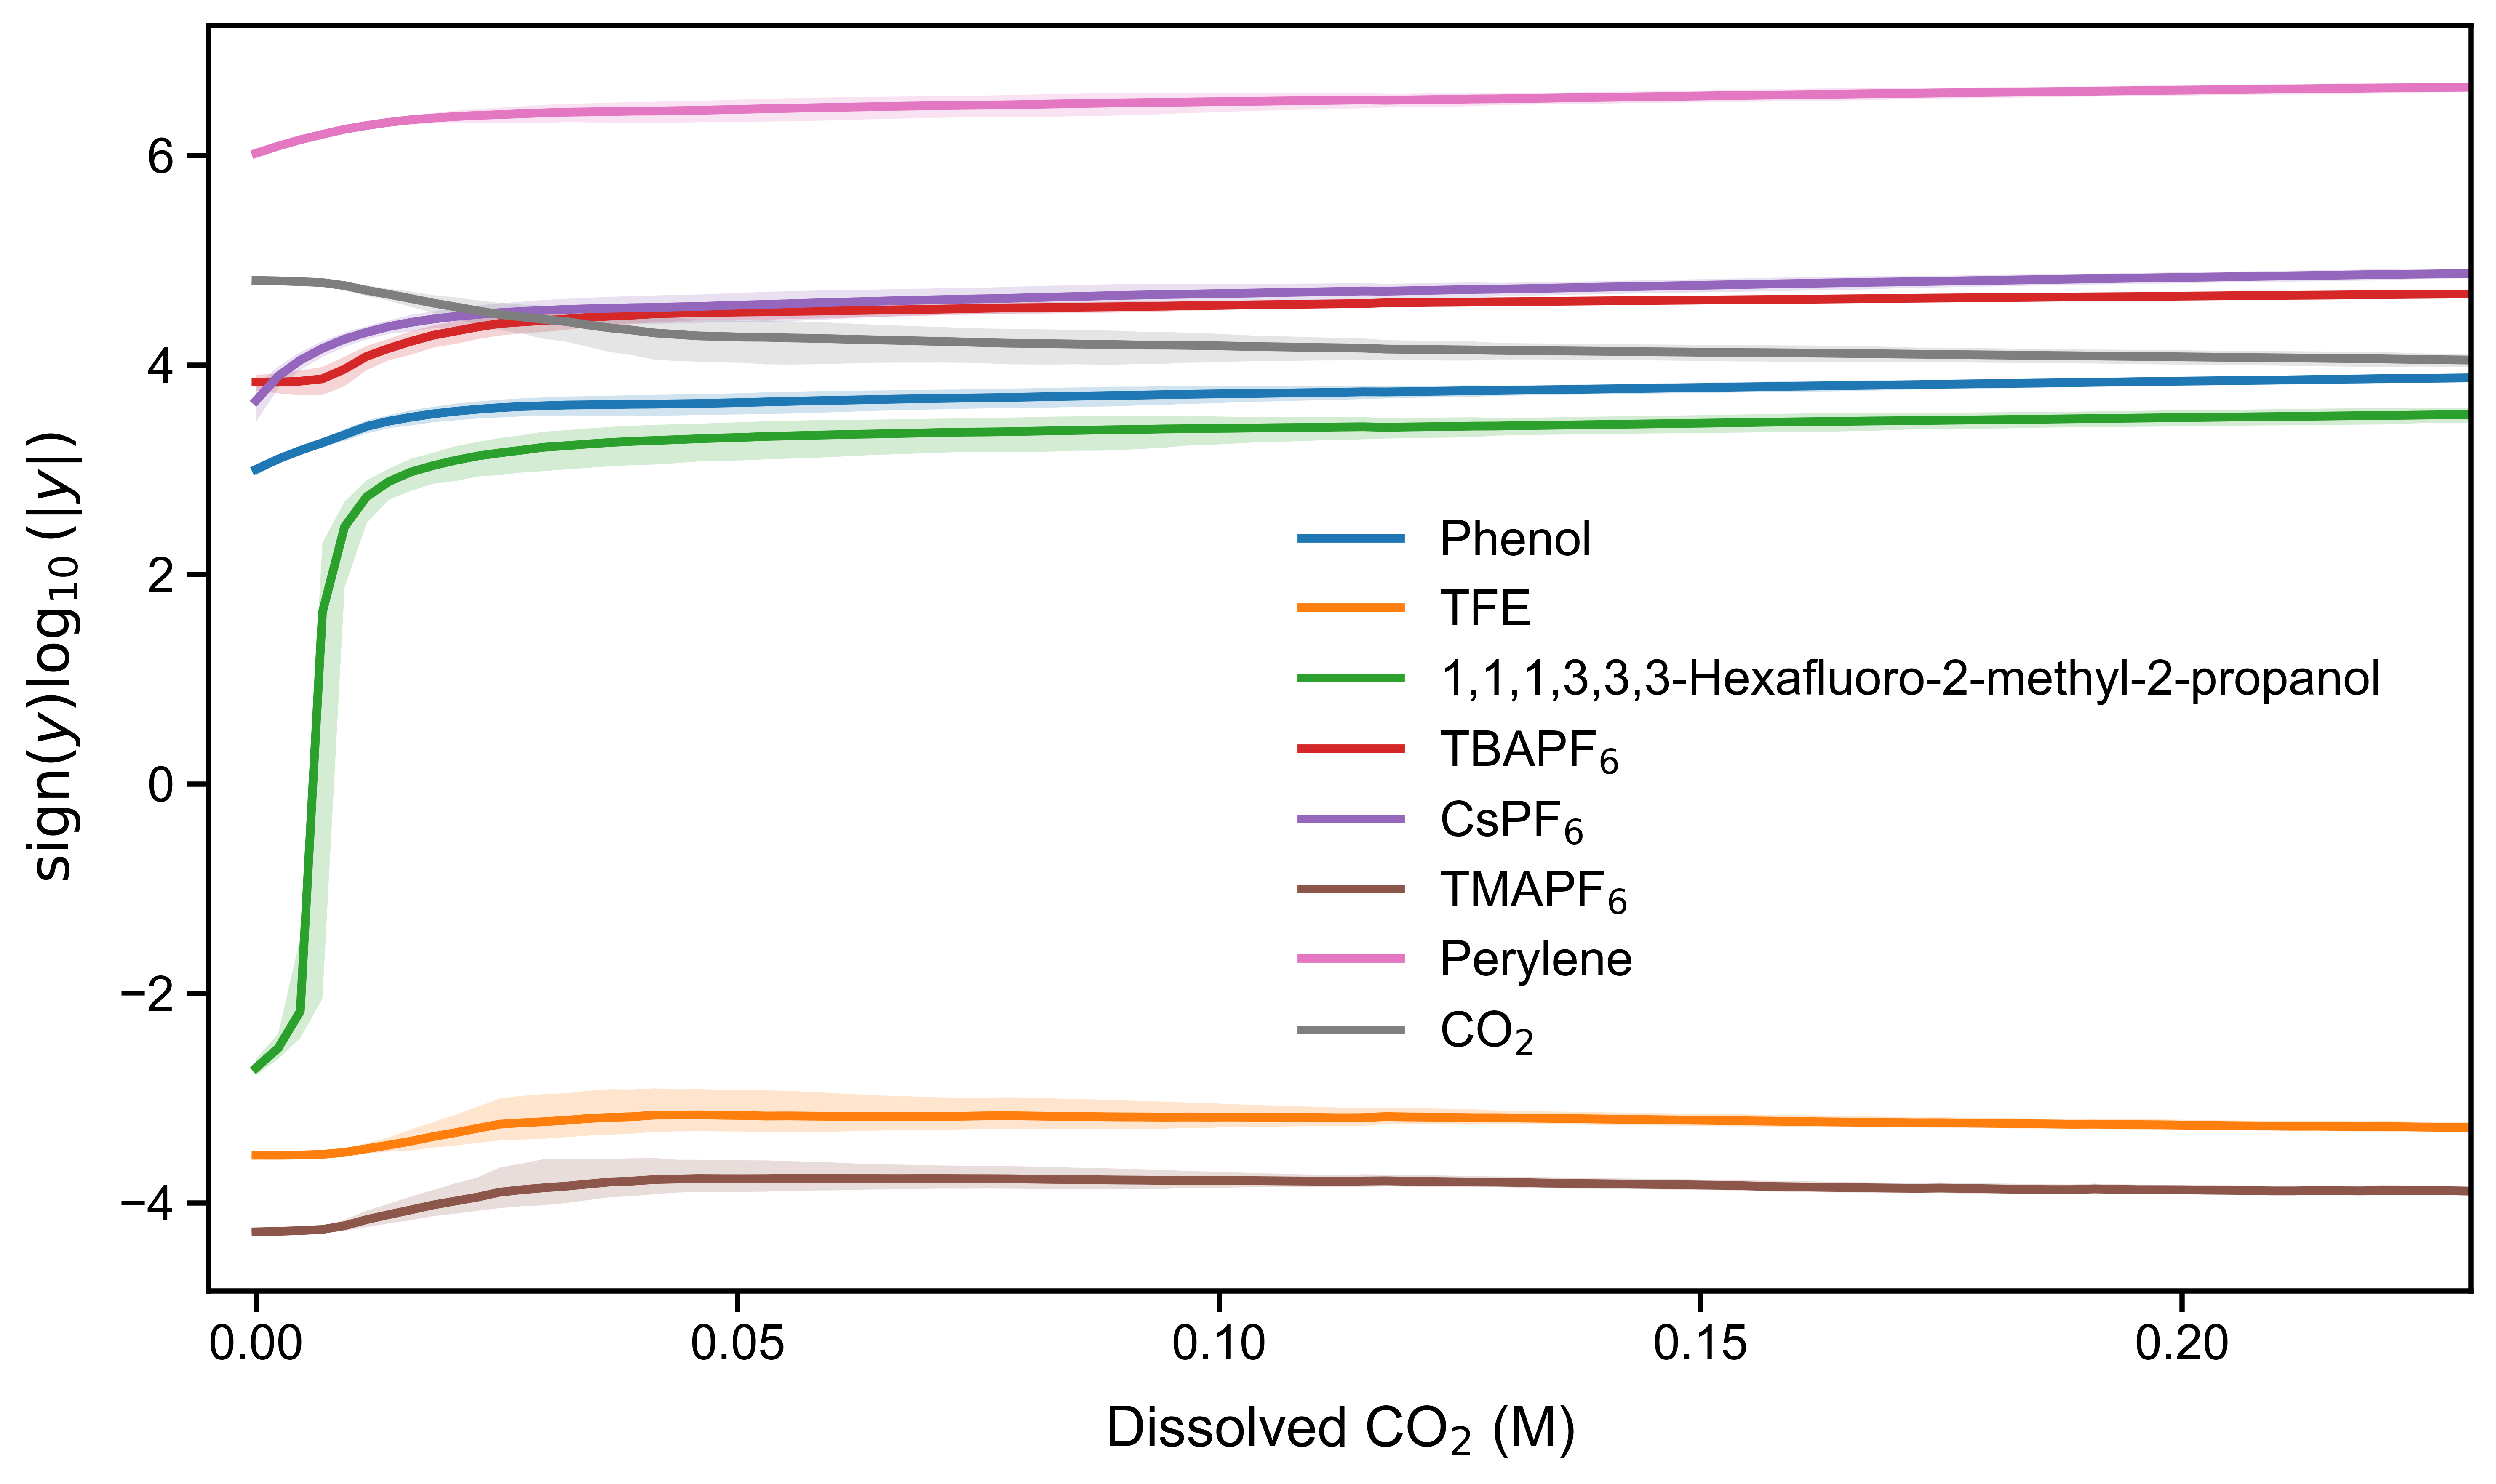 sign(y)log₁₀(|y|)
6
4
2
0
−2
−4
Phenol
TFE
1,1,1,3,3,3-Hexafluoro-2-methyl-2-propanol
TBAPF₆
CsPF₆
TMAPF₆
Perylene
CO₂
0.00 0.05 0.10 0.15 0.20
Dissolved CO₂ (M)